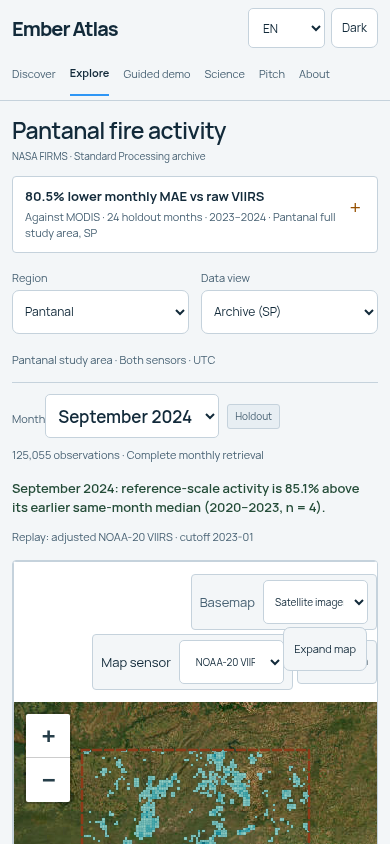 Ember Atlas
EN
Dark
Discover Explore Guided demo Science Pitch About
Pantanal fire activity
NASA FIRMS · Standard Processing archive
80.5% lower monthly MAE vs raw VIIRS
Against MODIS · 24 holdout months · 2023–2024 · Pantanal full
study area, SP
+
Region
Data view
Pantanal
Archive (SP)
Pantanal study area · Both sensors · UTC
Month
September 2024
Holdout
125,055 observations · Complete monthly retrieval
September 2024: reference-scale activity is 85.1% above
its earlier same-month median (2020–2023, n = 4).
Replay: adjusted NOAA-20 VIIRS · cutoff 2023-01
Basemap
Satellite image
Expand map
Map sensor
NOAA-20 VIIF
+
−